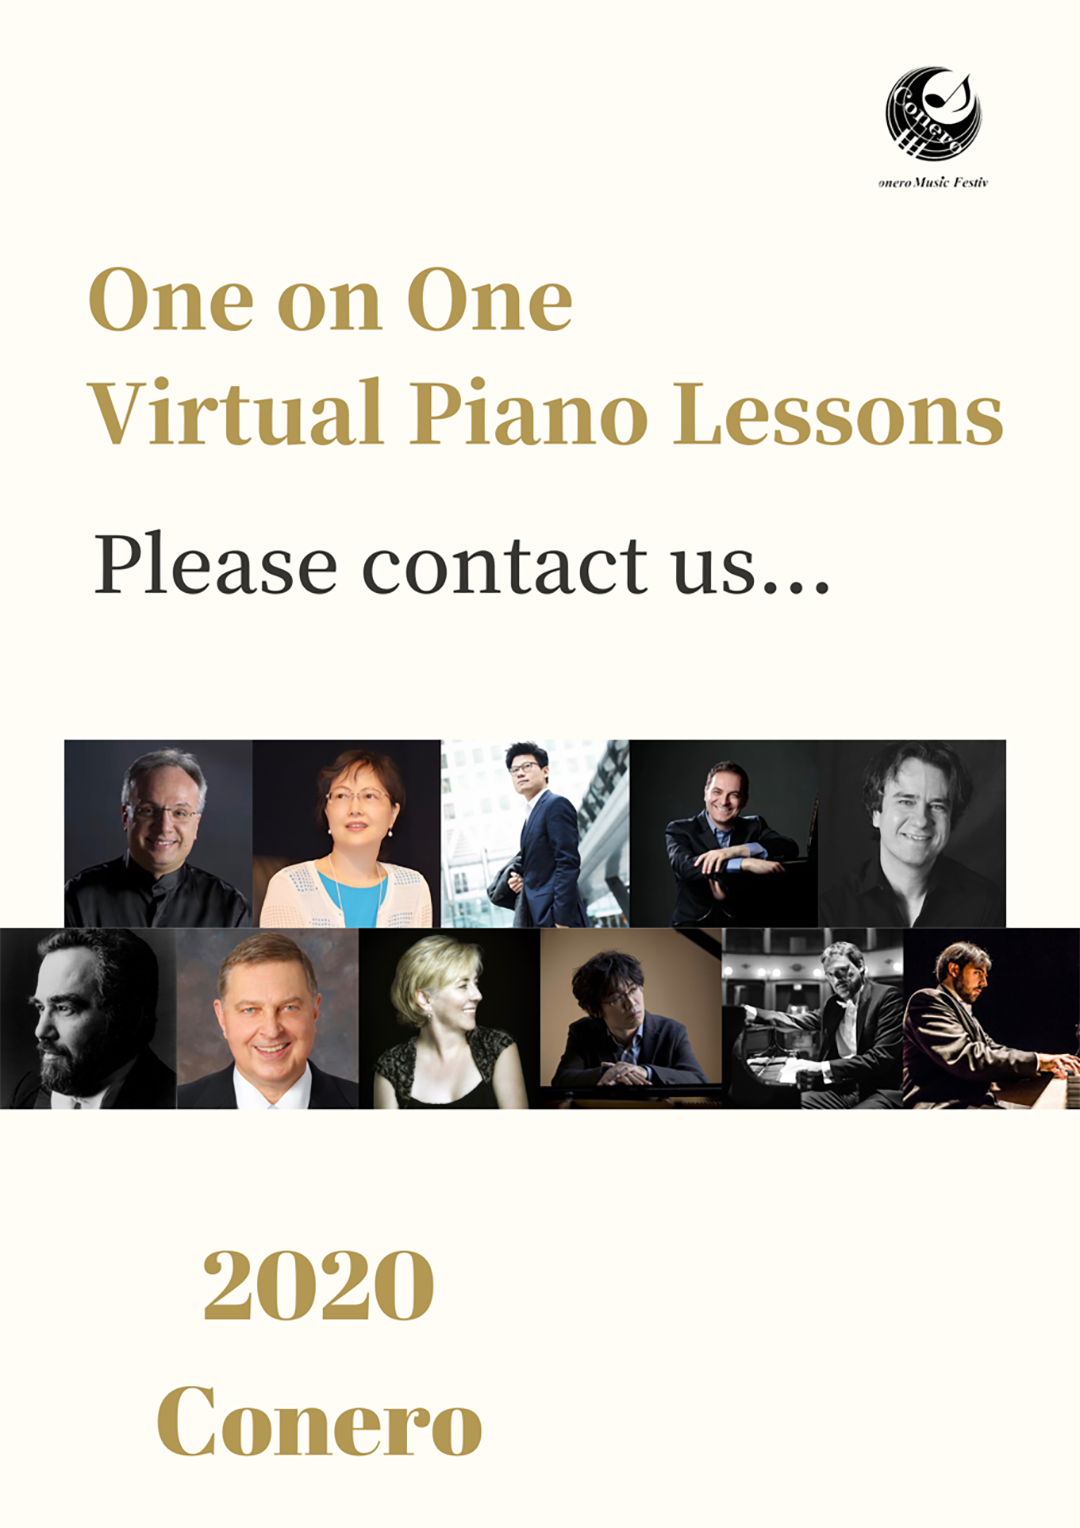 Conero
onero Music Festiv
One on One
Virtual Piano Lessons
Please contact us...
2020
Conero